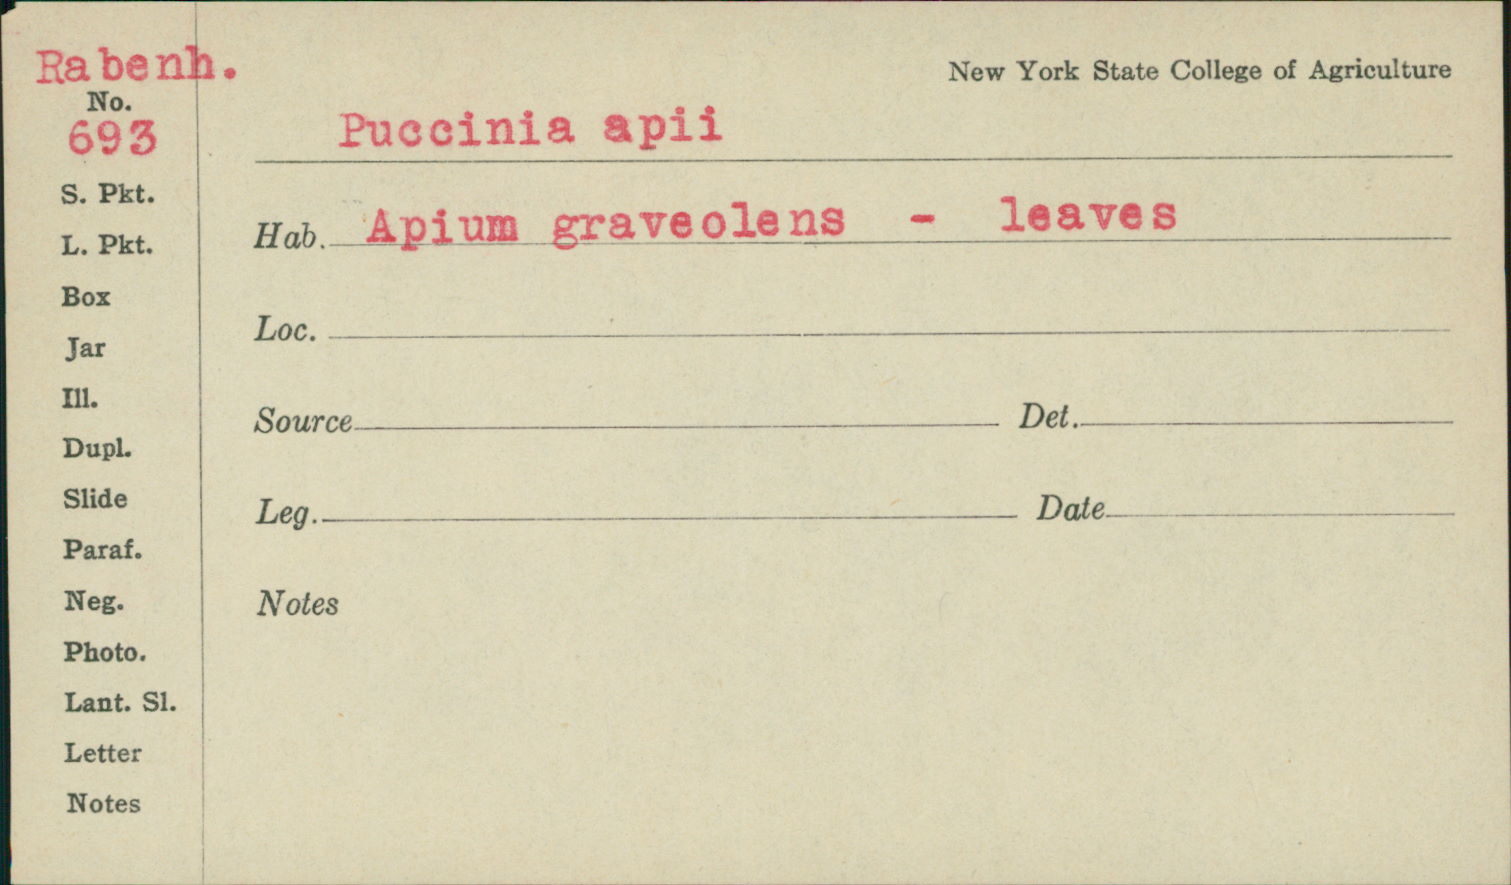 Rabenh.
No.
693
S. Pkt.
L. Pkt.
Box
Jar
Ill.
Dupl.
Slide
Paraf.
Neg.
Photo.
Lant. Sl.
Letter
Notes
New York State College of Agriculture
Puccinia apii
Hab. Apium graveolens - leaves
Loc.
Source Det.
Leg. Date
Notes